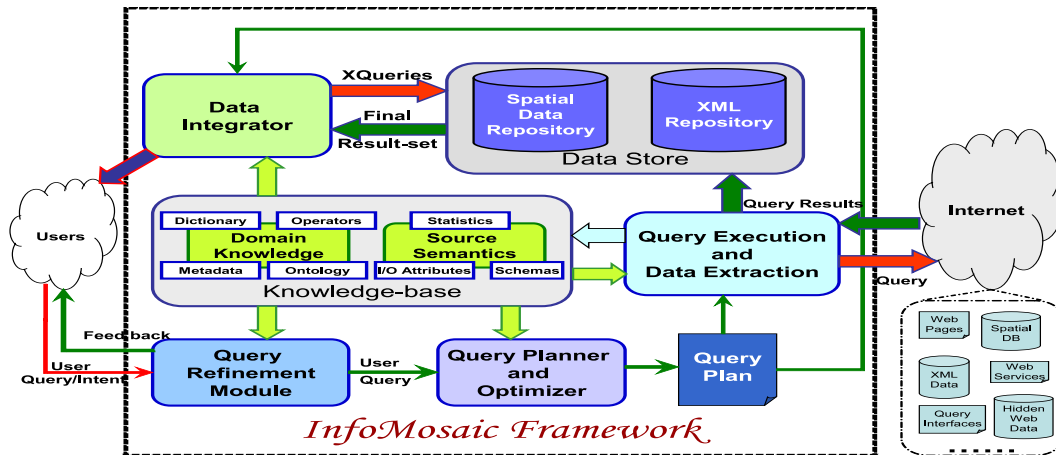 XQueries
Data
Integrator
Final
Result-set
Spatial
Data
Repository
XML
Repository
Data Store
Users
Internet
Dictionary
Operators
Domain
Knowledge
Metadata
Ontology
Statistics
Source
Semantics
I/O Attributes
Schemas
Knowledge-base
Query Results
Query Execution
and
Data Extraction
Query
Feedback
User
Query/Intent
Query
Refinement
Module
User
Query
Query Planner
and
Optimizer
Query
Plan
Web
Pages
Spatial
DB
XML
Data
Web
Services
Query
Interfaces
Hidden
Web
Data
InfoMosaic Framework